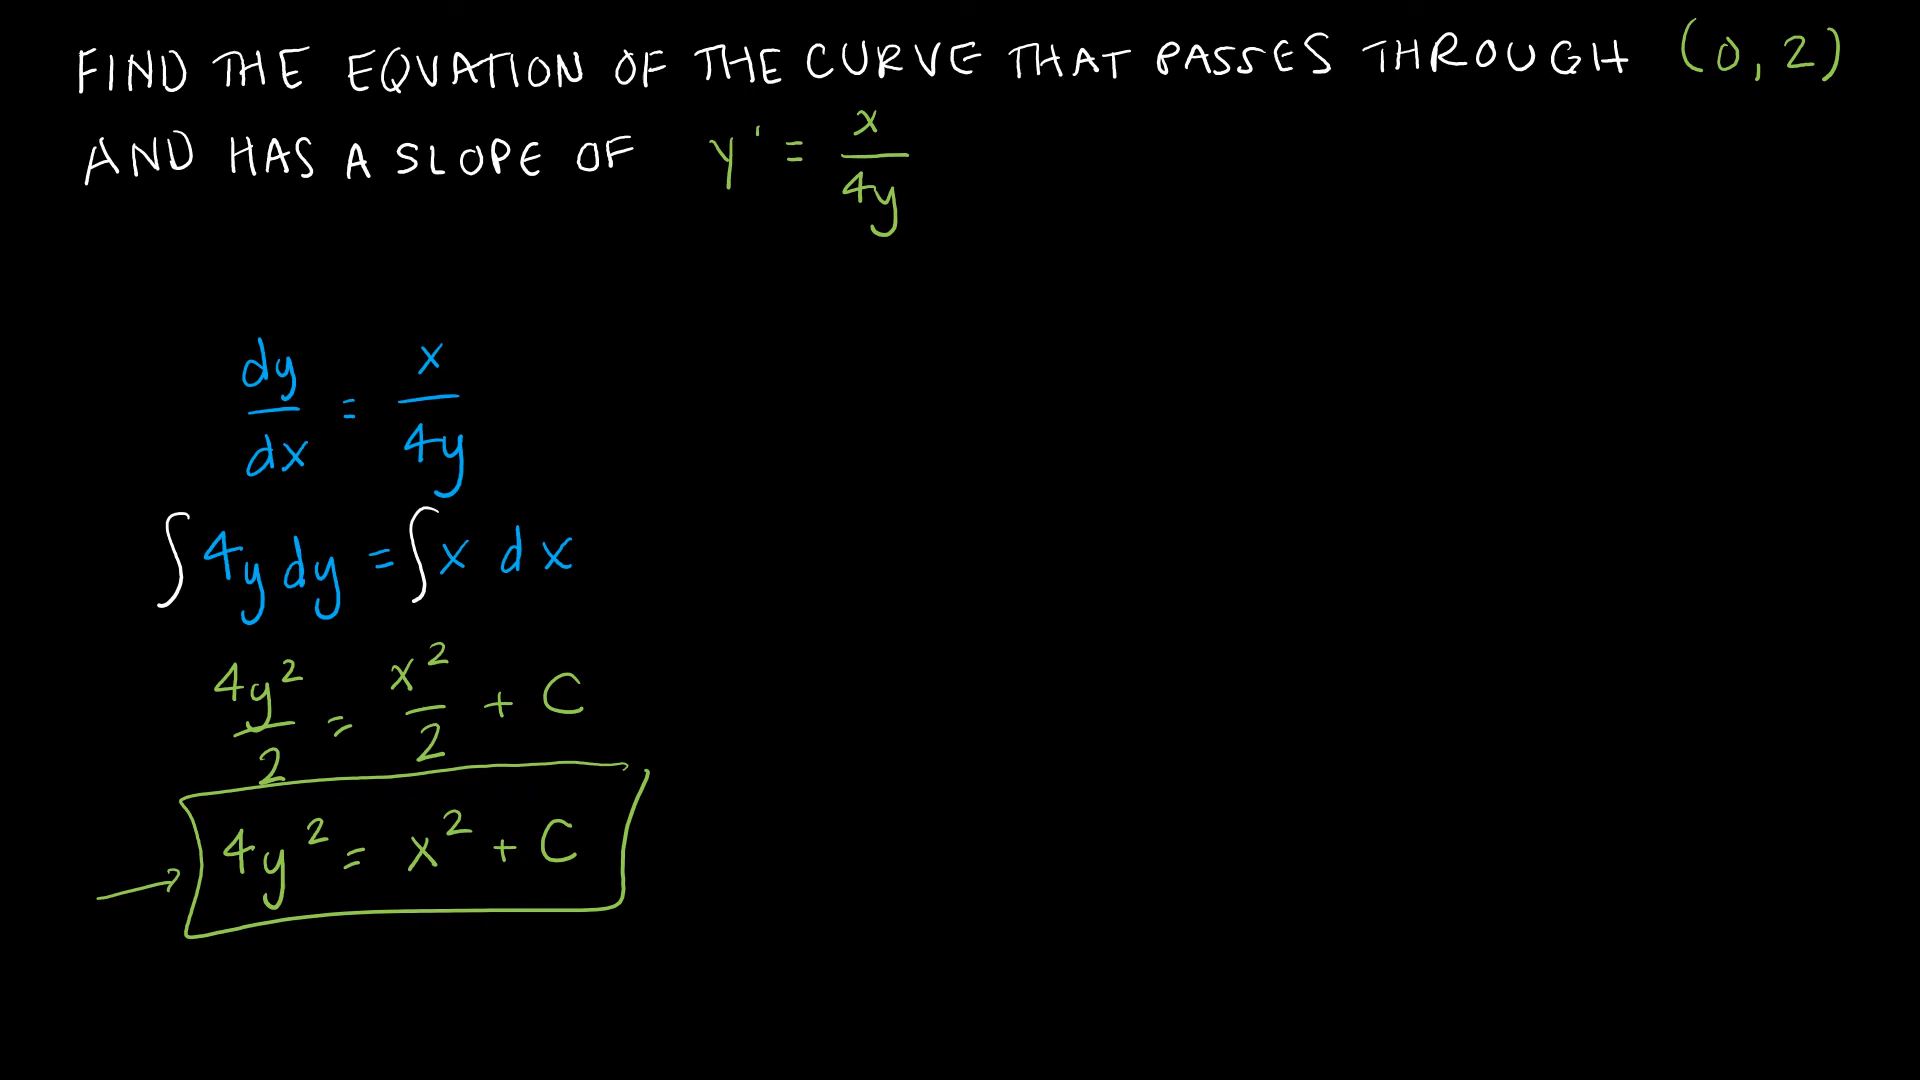 FIND THE EQUATION OF THE CURVE THAT PASSES THROUGH (0, 2)
AND HAS A SLOPE OF y' = x/4y
dy/dx = x/4y
∫ 4y dy = ∫ x dx
4y²/2 = x²/2 + C
→ 4y² = x² + C